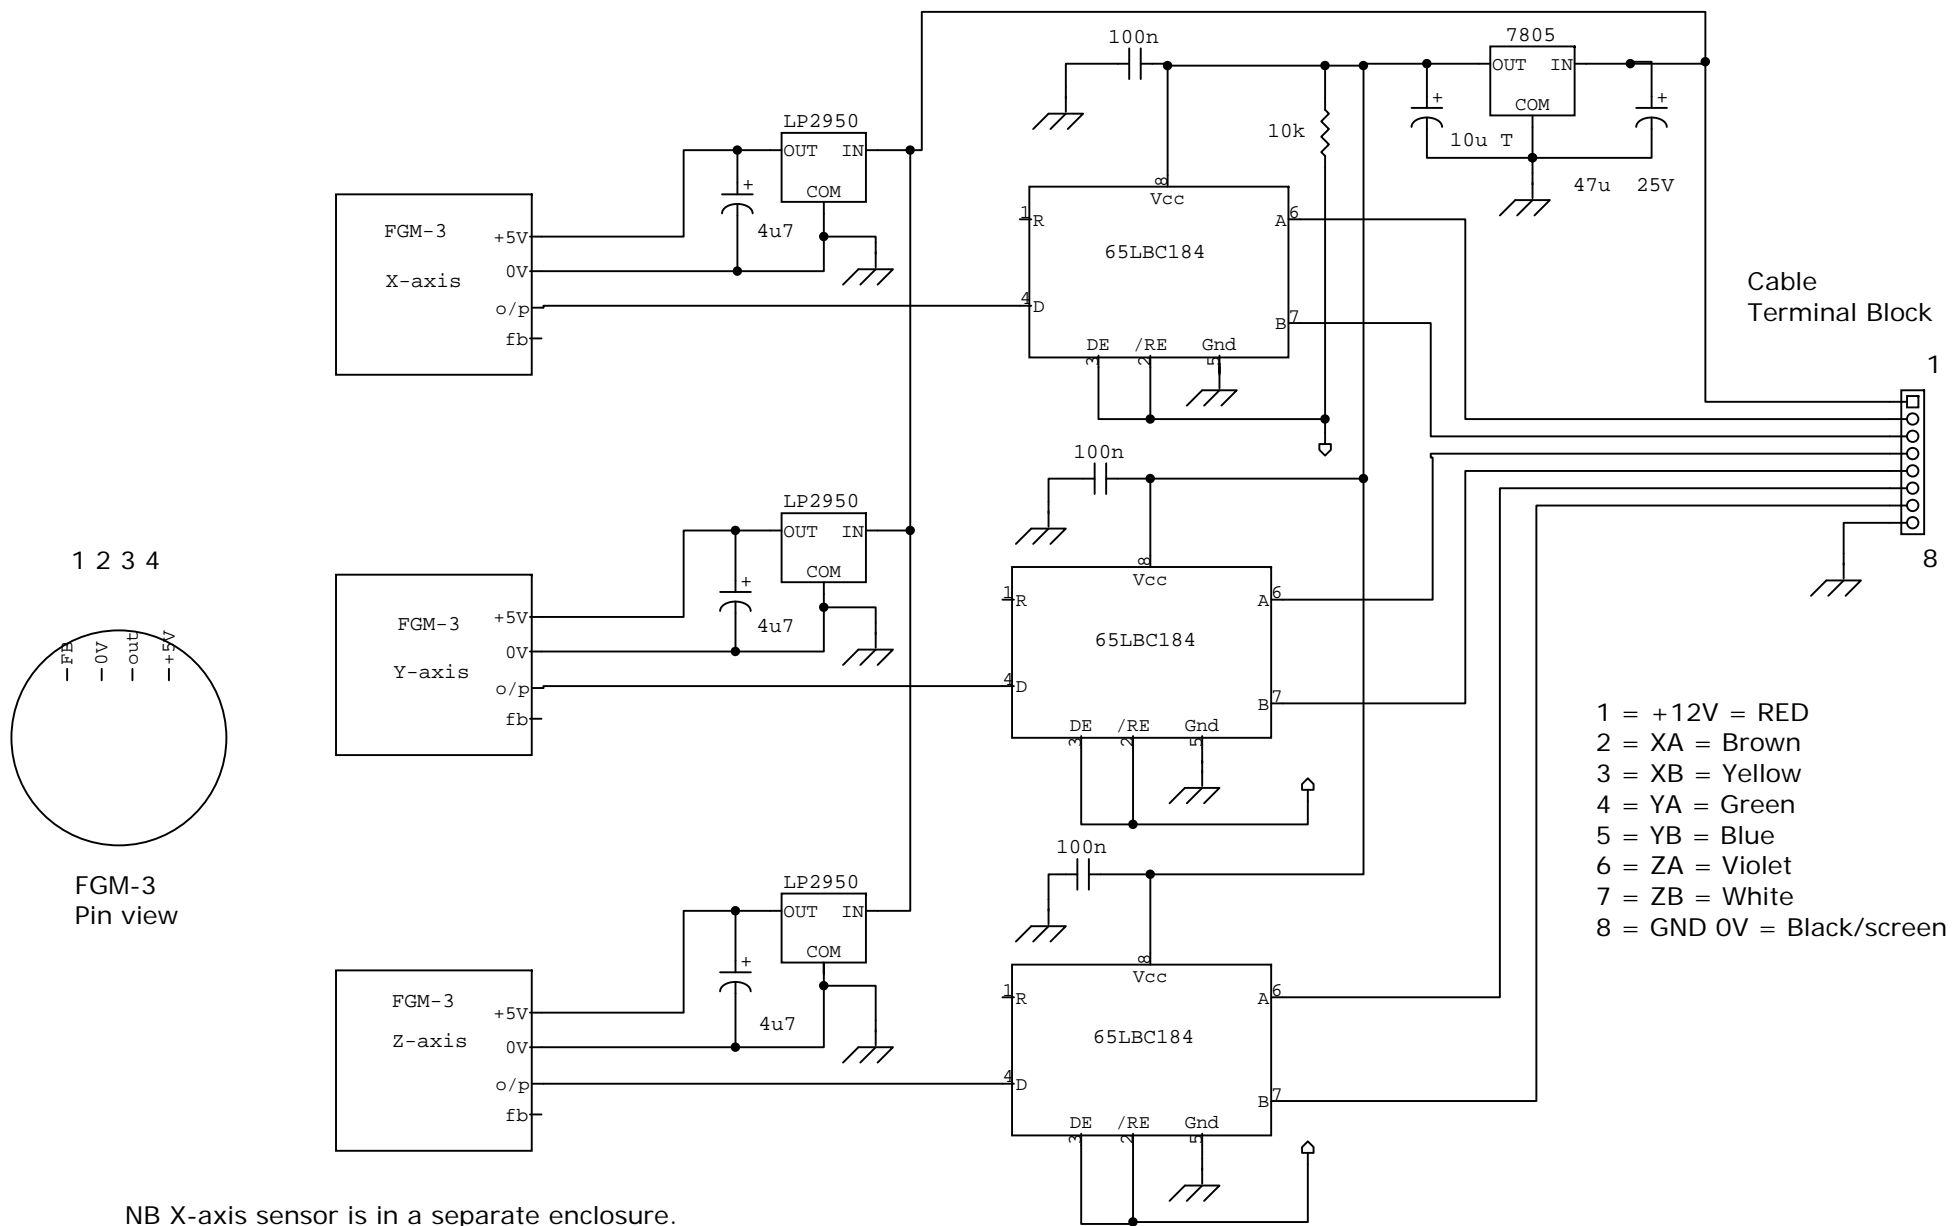 100n
7805
OUT IN
COM
+
+
10u T
47u 25V
10k
LP2950
OUT IN
COM
+
4u7
FGM-3
X-axis
+5V
0V
o/p
fb
8
Vcc
1
R
65LBC184
A
6
4
D
B
7
DE /RE Gnd
3 2 5
Cable
Terminal Block
1
8
100n
LP2950
OUT IN
COM
+
4u7
FGM-3
Y-axis
+5V
0V
o/p
fb
8
Vcc
1
R
65LBC184
A
6
4
D
B
7
DE /RE Gnd
3 2 5
1 2 3 4
FB
0V
out
+5V
FGM-3
Pin view
1 = +12V = RED
2 = XA = Brown
3 = XB = Yellow
4 = YA = Green
5 = YB = Blue
6 = ZA = Violet
7 = ZB = White
8 = GND 0V = Black/screen
100n
LP2950
OUT IN
COM
+
4u7
FGM-3
Z-axis
+5V
0V
o/p
fb
8
Vcc
1
R
65LBC184
A
6
4
D
B
7
DE /RE Gnd
3 2 5
NB X-axis sensor is in a separate enclosure.